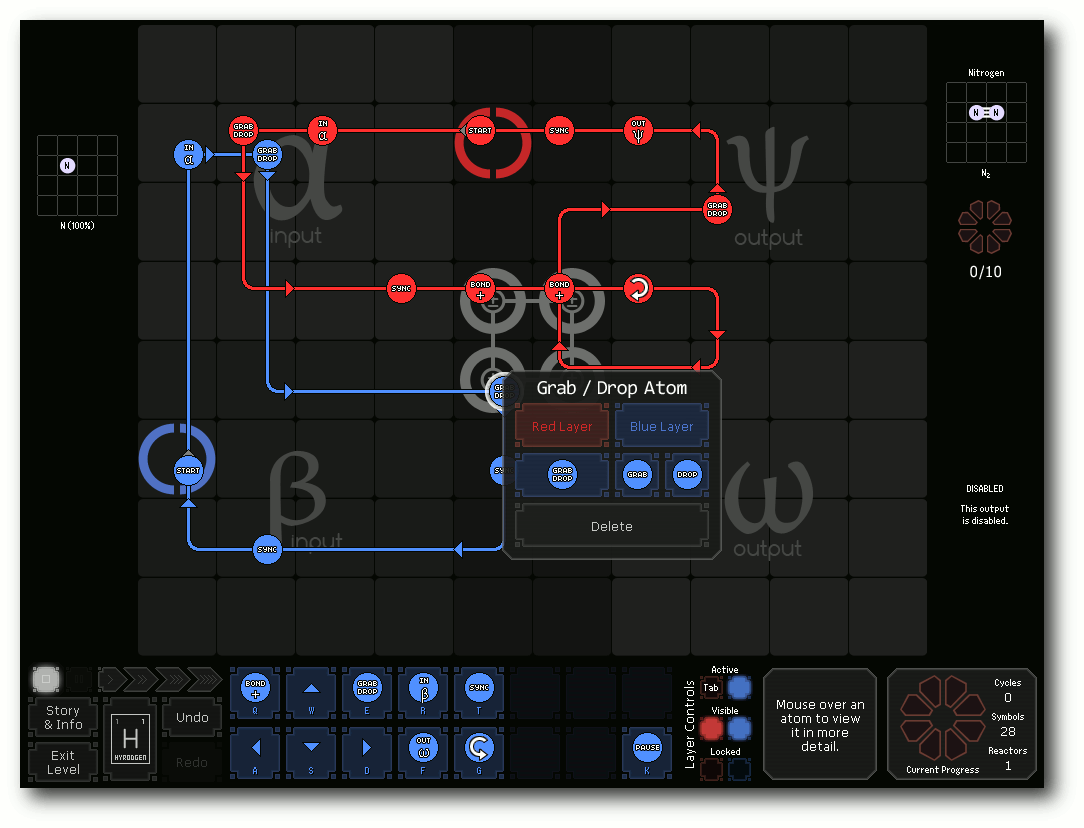 Nitrogen
N≡N
N₂
0/10
N
N (100%)
IN
α
GRAB
DROP
GRAB
DROP
IN
α
START
SYNC
OUT
ψ
α
input
ψ
output
GRAB
DROP
SYNC
BOND
+
BOND
+
Grab / Drop Atom
Red Layer
Blue Layer
GRAB
DROP
GRAB
DROP
Delete
START
β
input
SYNC
ω
output
DISABLED
This output
is disabled.
Story
& Info
Exit
Level
1 1
H
HYDROGEN
Undo
Redo
BOND
+
Q
W
GRAB
DROP
E
IN
β
R
SYNC
T
A
S
D
OUT
ω
F
G
PAUSE
K
Layer Controls
Active
Tab
Visible
Locked
Mouse over an
atom to view
it in more
detail.
Current Progress
Cycles
0
Symbols
28
Reactors
1